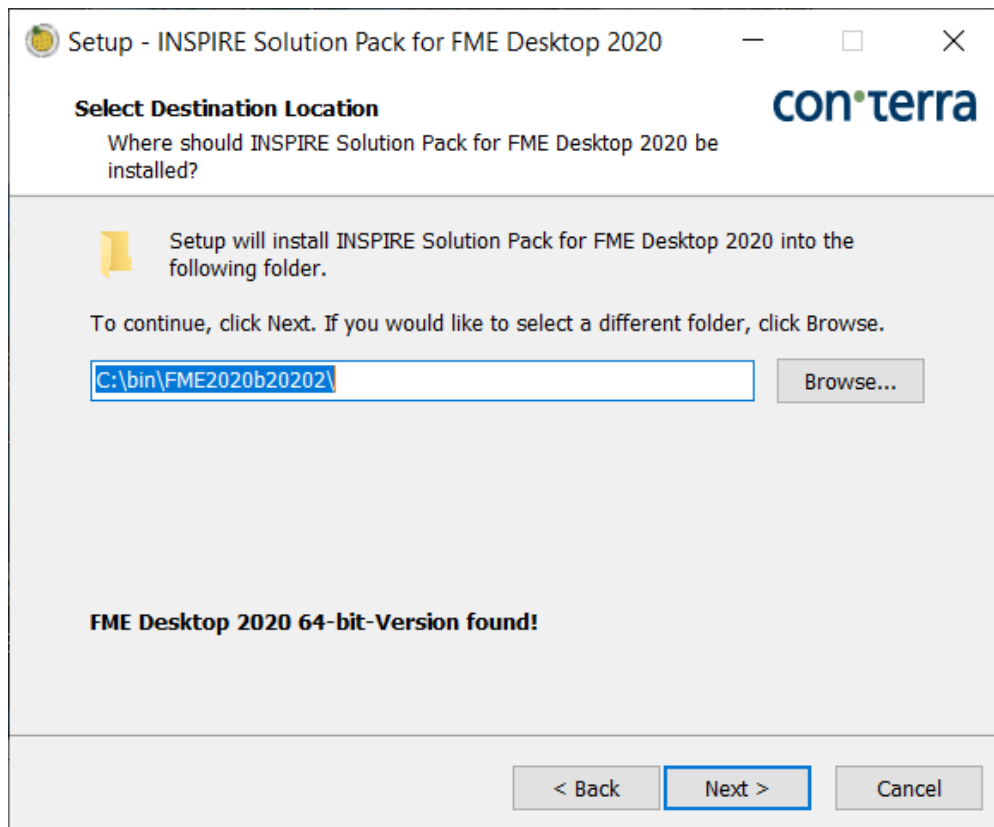 Setup - INSPIRE Solution Pack for FME Desktop 2020
Select Destination Location
con•terra
Where should INSPIRE Solution Pack for FME Desktop 2020 be
installed?
Setup will install INSPIRE Solution Pack for FME Desktop 2020 into the
following folder.
To continue, click Next. If you would like to select a different folder, click Browse.
C:\bin\FME2020b20202\
Browse...
FME Desktop 2020 64-bit-Version found!
< Back
Next >
Cancel